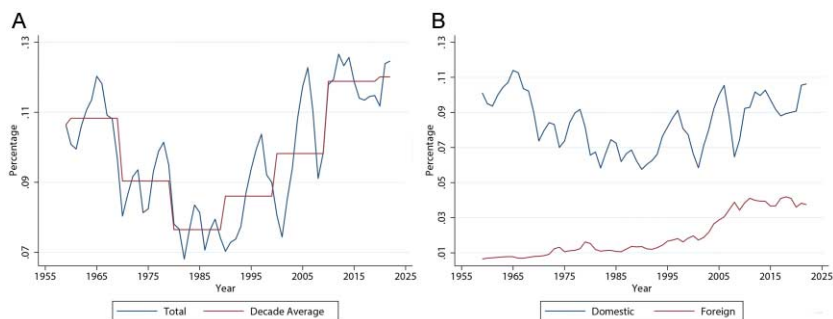 A
Percentage
.13
.11
.09
.07
1955 1965 1975 1985 1995 2005 2015 2025
Year
Total Decade Average
B
Percentage
.13
.11
.09
.07
.05
.03
.01
1955 1965 1975 1985 1995 2005 2015 2025
Year
Domestic Foreign